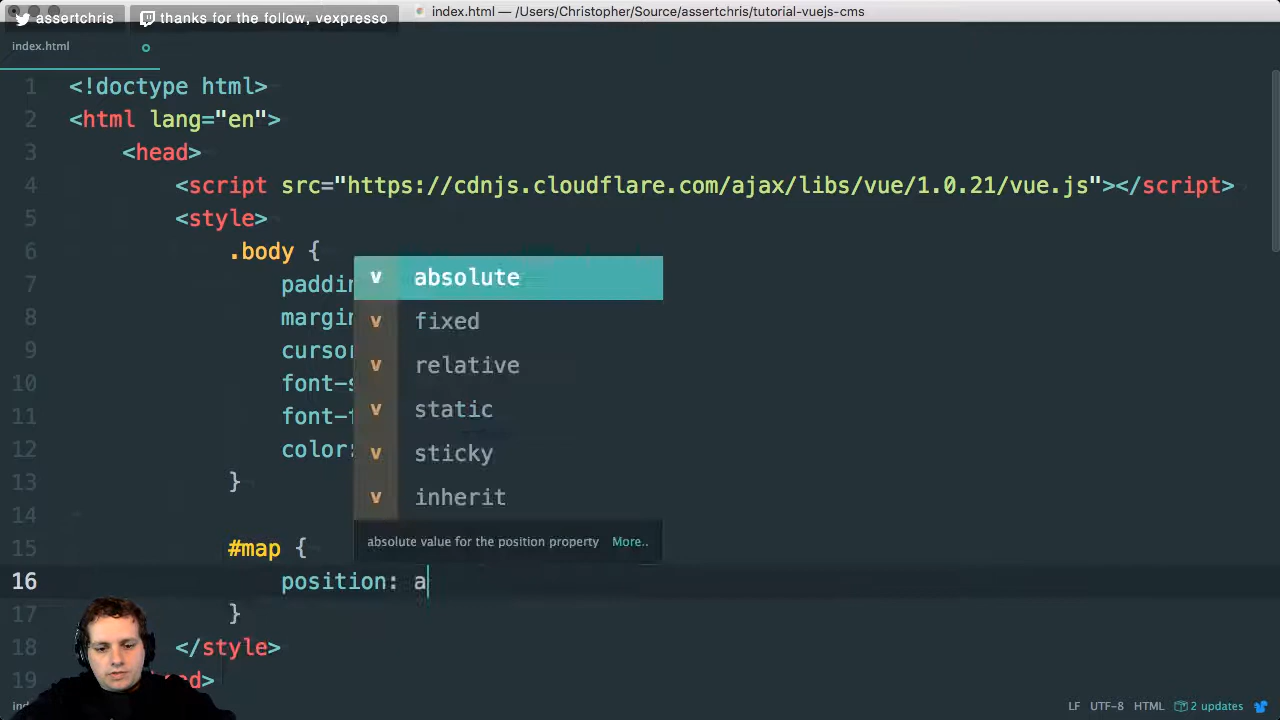 assertchris
thanks for the follow, vexpresso
index.html — /Users/Christopher/Source/assertchris/tutorial-vuejs-cms
index.html
1 <!doctype html>
2 <html lang="en">
3 <head>
4 <script src="https://cdnjs.cloudflare.com/ajax/libs/vue/1.0.21/vue.js"></script>
5 <style>
6 .body {
7 paddin
8 margin
9 cursor
10 font-s
11 font-f
12 color:
13 }
14
15 #map {
16 position: a
17 }
18 </style>
19 ead>
v absolute
v fixed
v relative
v static
v sticky
v inherit
absolute value for the position property More..
LF UTF-8 HTML 2 updates